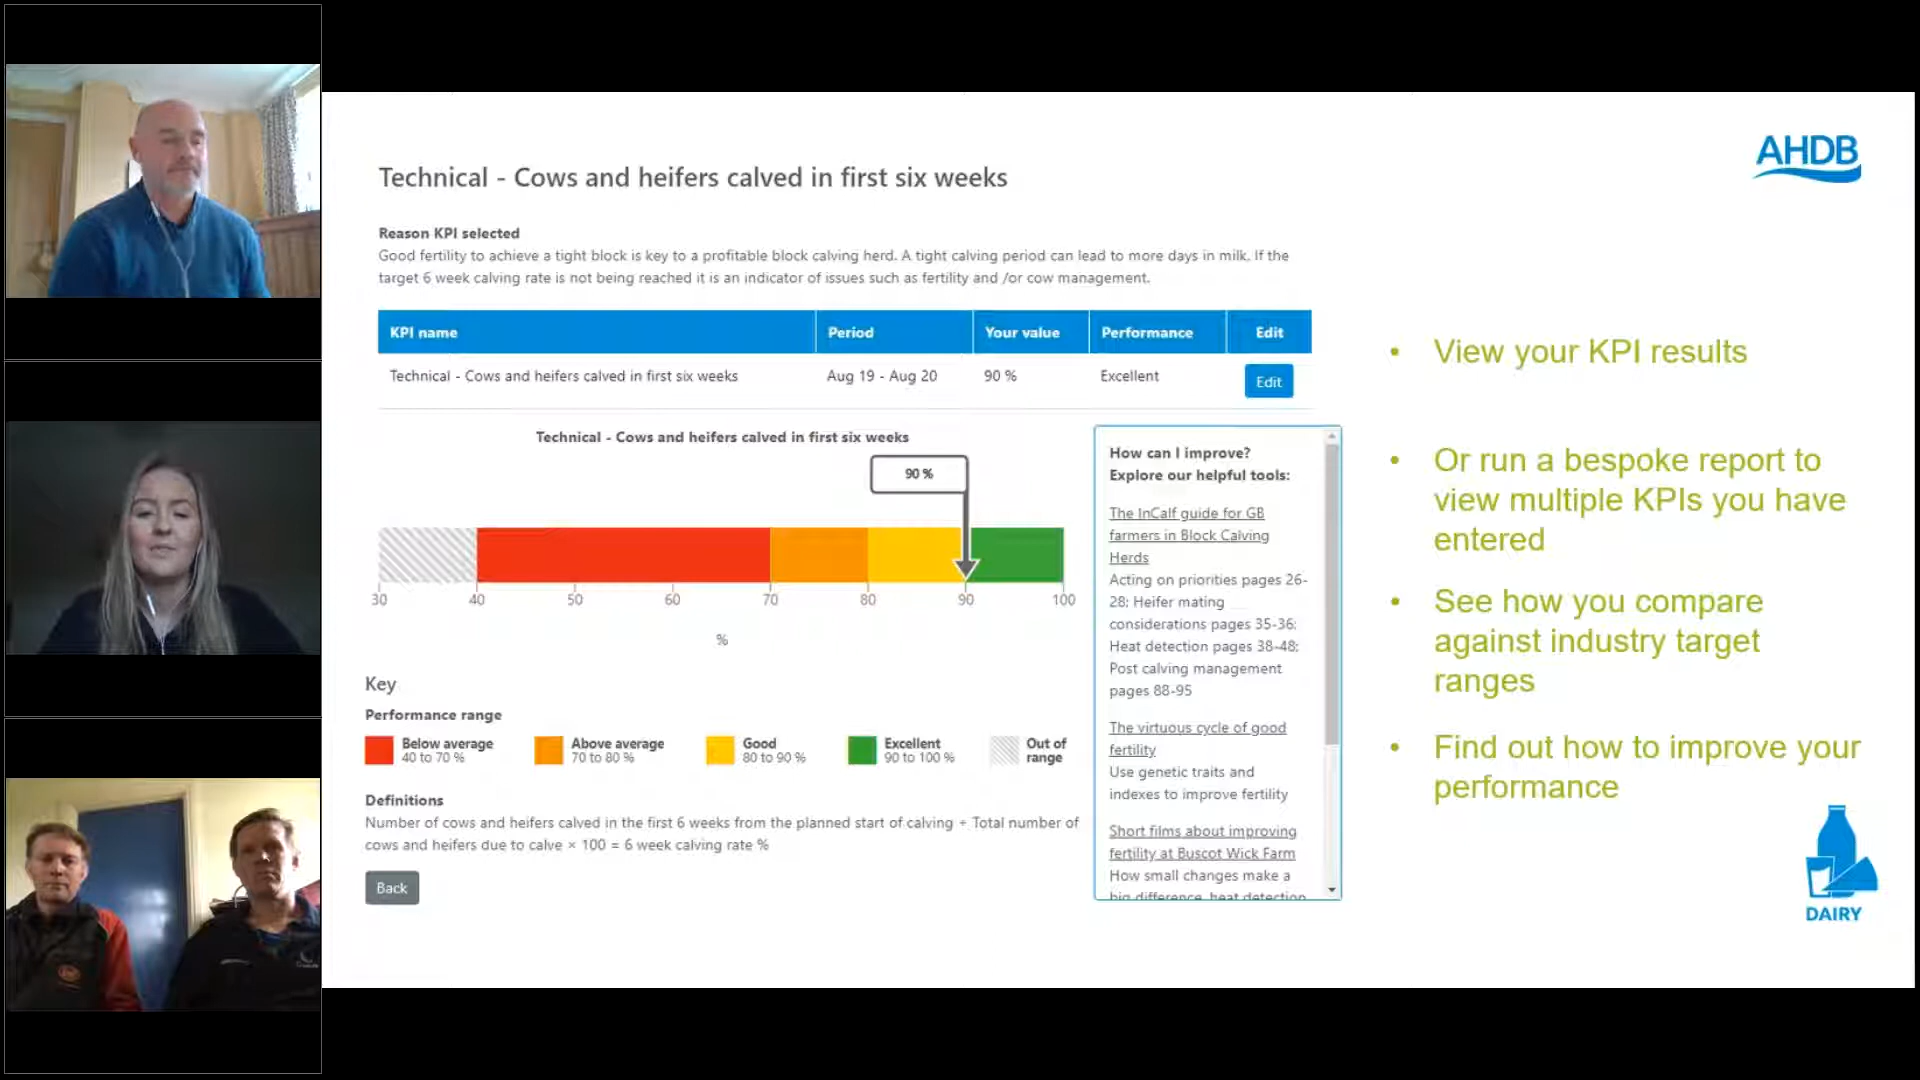 AHDB
Technical - Cows and heifers calved in first six weeks
Reason KPI selected
Good fertility to achieve a tight block is key to a profitable block calving herd. A tight calving period can lead to more days in milk. If the
target 6 week calving rate is not being reached it is an indicator of issues such as fertility and /or cow management.
KPI name Period Your value Performance Edit
Technical - Cows and heifers calved in first six weeks Aug 19 - Aug 20 90 % Excellent Edit
Technical - Cows and heifers calved in first six weeks
90 %
30 40 50 60 70 80 90 100
%
Key
Performance range
Below average Above average Good Excellent Out of
40 to 70 % 70 to 80 % 80 to 90 % 90 to 100 % range
Definitions
Number of cows and heifers calved in the first 6 weeks from the planned start of calving ÷ Total number of
cows and heifers due to calve × 100 = 6 week calving rate %
Back
How can I improve?
Explore our helpful tools:
The InCalf guide for GB
farmers in Block Calving
Herds
Acting on priorities pages 26-
28; Heifer mating
considerations pages 35-36;
Heat detection pages 38-48;
Post calving management
pages 88-95
The virtuous cycle of good
fertility
Use genetic traits and
indexes to improve fertility
Short films about improving
fertility at Buscot Wick Farm
How small changes make a
big difference, heat detection
• View your KPI results
• Or run a bespoke report to
view multiple KPIs you have
entered
• See how you compare
against industry target
ranges
• Find out how to improve your
performance
DAIRY